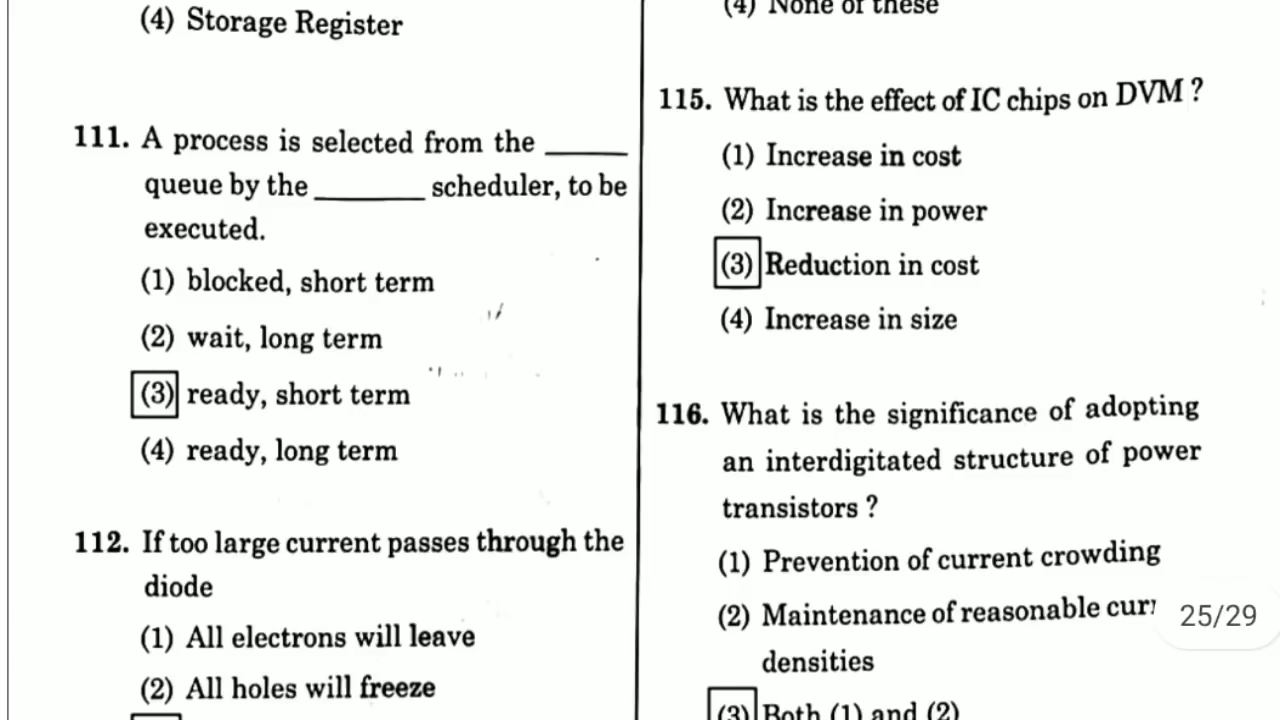 (4) Storage Register
111. A process is selected from the ______
queue by the ________ scheduler, to be
executed.
(1) blocked, short term
(2) wait, long term
(3) ready, short term
(4) ready, long term
112. If too large current passes through the
diode
(1) All electrons will leave
(2) All holes will freeze
(4) None of these
115. What is the effect of IC chips on DVM ?
(1) Increase in cost
(2) Increase in power
(3) Reduction in cost
(4) Increase in size
116. What is the significance of adopting
an interdigitated structure of power
transistors ?
(1) Prevention of current crowding
(2) Maintenance of reasonable
densities
(3) Both (1) and (2)
25/29